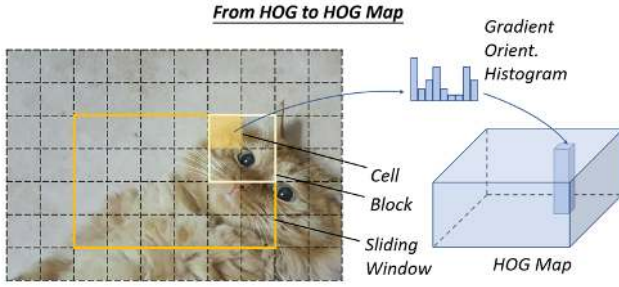 From HOG to HOG Map
Gradient
Orient.
Histogram
Cell
Block
Sliding
Window
HOG Map